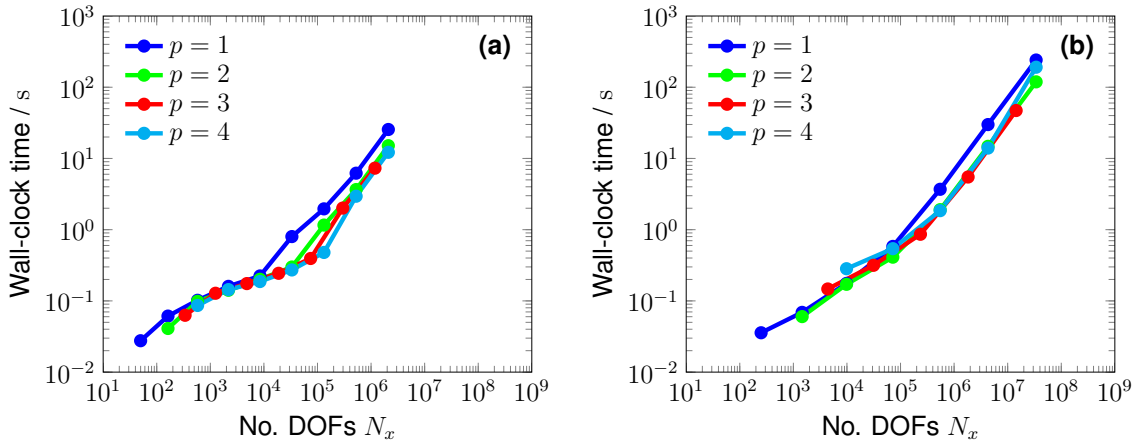 (a)
p = 1
p = 2
p = 3
p = 4
Wall-clock time / s
10^3
10^2
10^1
10^0
10^−1
10^−2
10^1 10^2 10^3 10^4 10^5 10^6 10^7 10^8 10^9
No. DOFs N_x
(b)
p = 1
p = 2
p = 3
p = 4
Wall-clock time / s
10^3
10^2
10^1
10^0
10^−1
10^−2
10^1 10^2 10^3 10^4 10^5 10^6 10^7 10^8 10^9
No. DOFs N_x